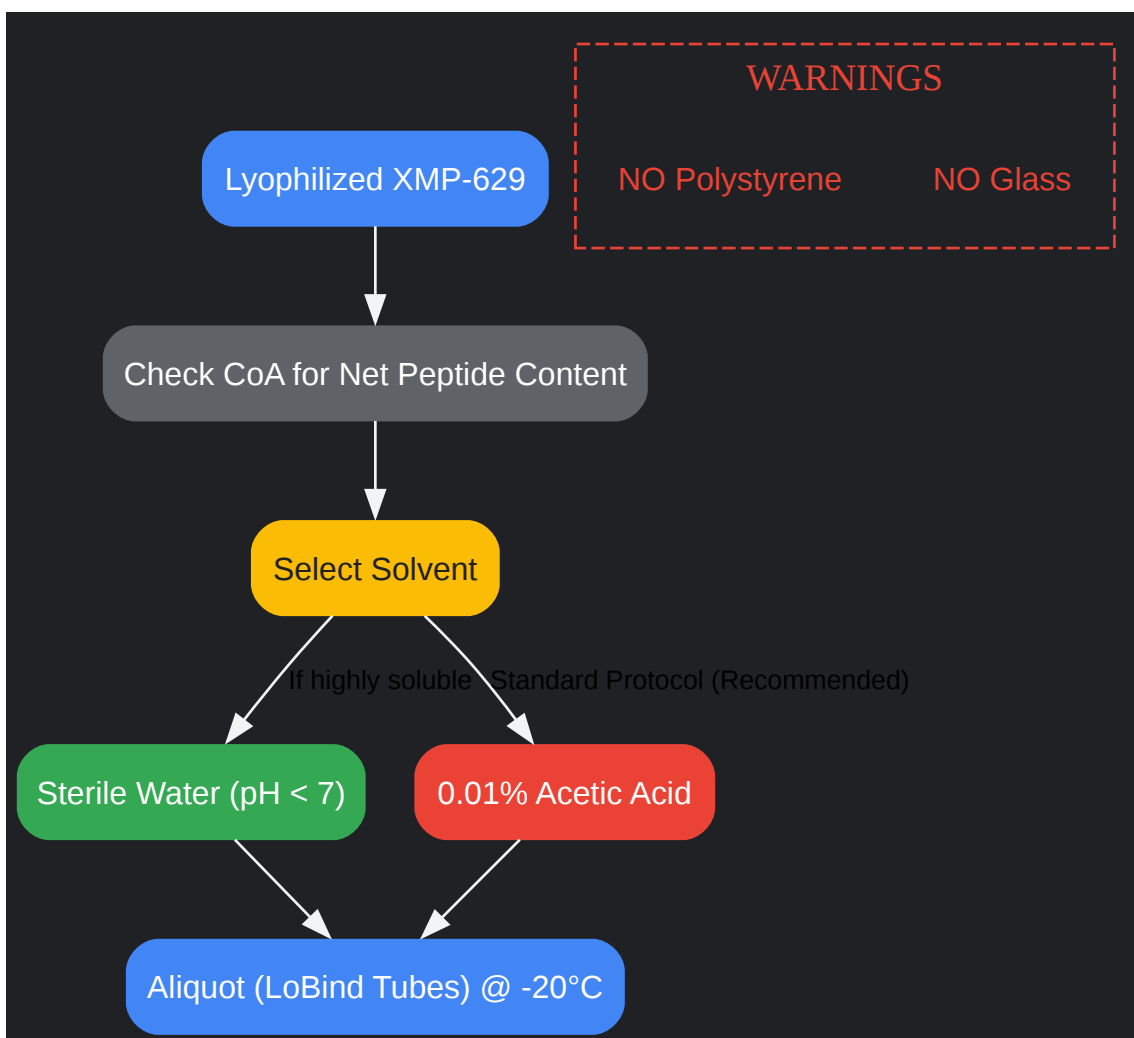 WARNINGS
NO Polystyrene
NO Glass
Lyophilized XMP-629
Check CoA for Net Peptide Content
Select Solvent
If highly soluble
Standard Protocol (Recommended)
Sterile Water (pH < 7)
0.01% Acetic Acid
Aliquot (LoBind Tubes) @ -20°C